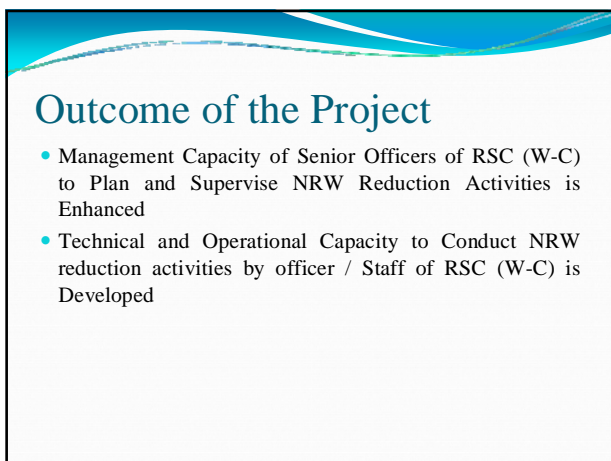 Outcome of the Project
• Management Capacity of Senior Officers of RSC (W-C)
to Plan and Supervise NRW Reduction Activities is
Enhanced
• Technical and Operational Capacity to Conduct NRW
reduction activities by officer / Staff of RSC (W-C) is
Developed